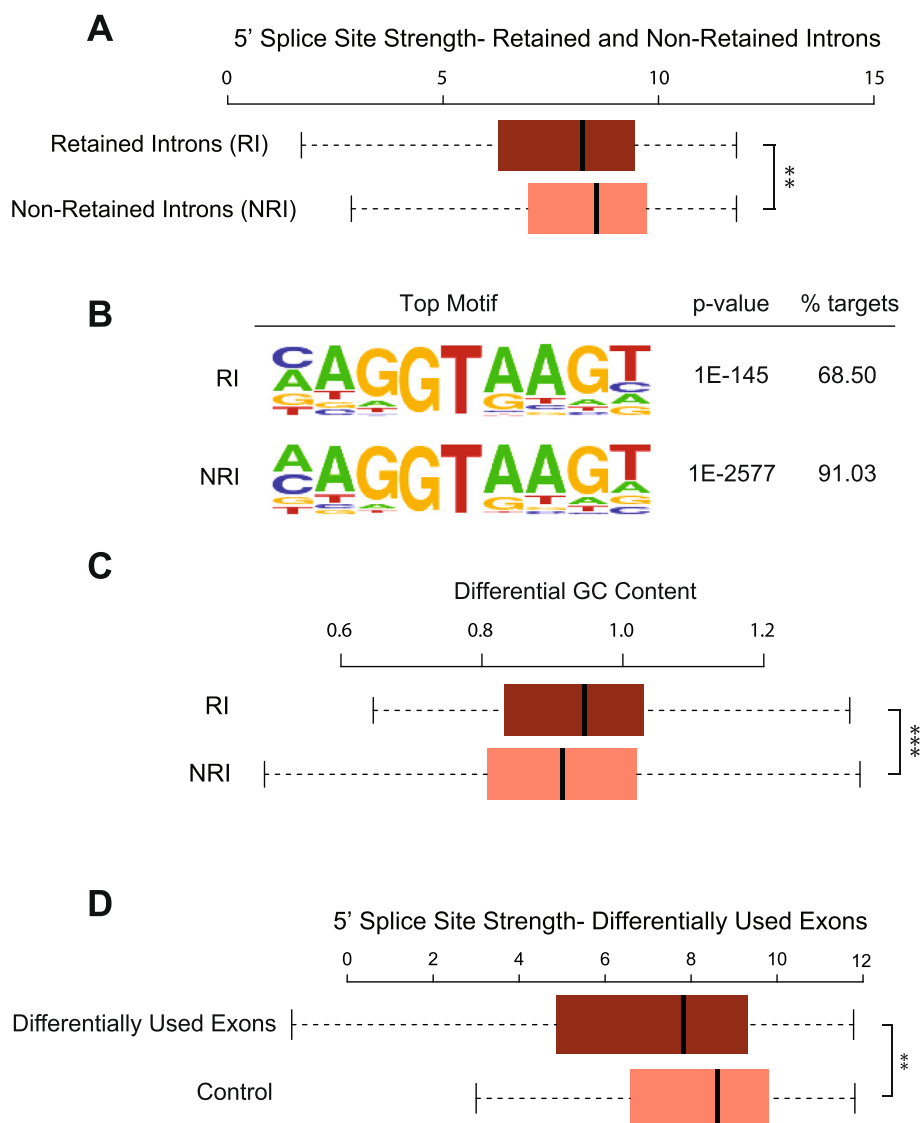 A
5’ Splice Site Strength- Retained and Non-Retained Introns
0 5 10 15
Retained Introns (RI)
**
Non-Retained Introns (NRI)
B
Top Motif p-value % targets
RI CAGGTAAGT 1E-145 68.50
NRI AAGGTAAGT 1E-2577 91.03
C
Differential GC Content
0.6 0.8 1.0 1.2
RI
***
NRI
D
5’ Splice Site Strength- Differentially Used Exons
0 2 4 6 8 10 12
Differentially Used Exons
**
Control